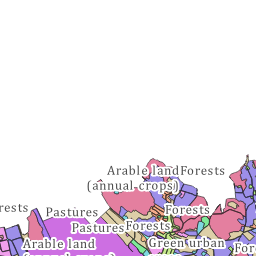 Arable land
(annual crops)
Forests
Forests
rests
Pastures
Pastures
Forests
Green urban
Arable land